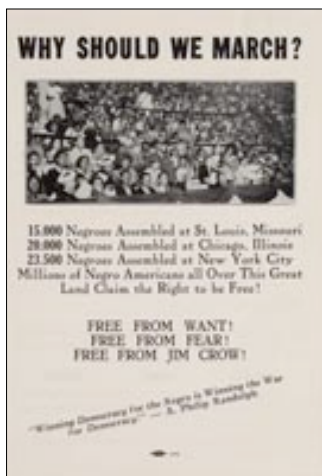 WHY SHOULD WE MARCH?
15.000 Negroes Assembled at St. Louis, Missouri
20.000 Negroes Assembled at Chicago, Illinois
23.500 Negroes Assembled at New York City
Millions of Negro Americans all Over This Great
Land Claim the Right to be Free!
FREE FROM WANT!
FREE FROM FEAR!
FREE FROM JIM CROW!
"Winning Democracy for the Negro is Winning the War
for Democracy." — A. Philip Randolph